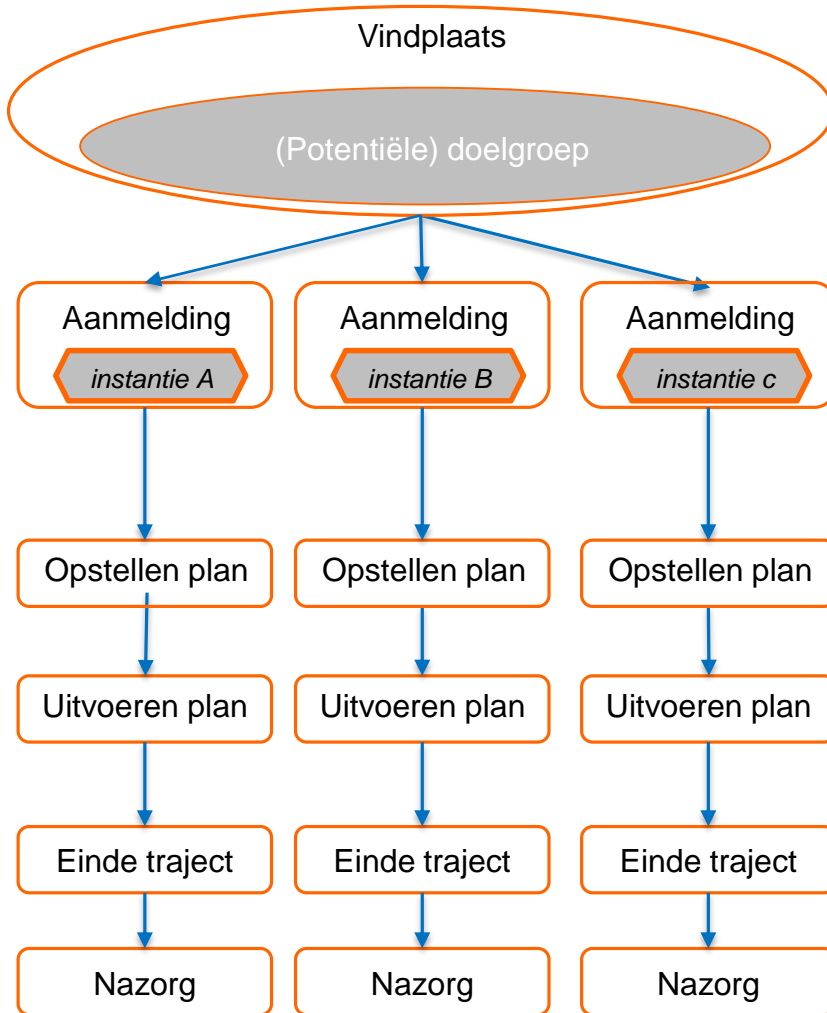 Vindplaats
(Potentiële) doelgroep
Aanmelding
instantie A
Aanmelding
instantie B
Aanmelding
instantie c
Opstellen plan
Opstellen plan
Opstellen plan
Uitvoeren plan
Uitvoeren plan
Uitvoeren plan
Einde traject
Einde traject
Einde traject
Nazorg
Nazorg
Nazorg